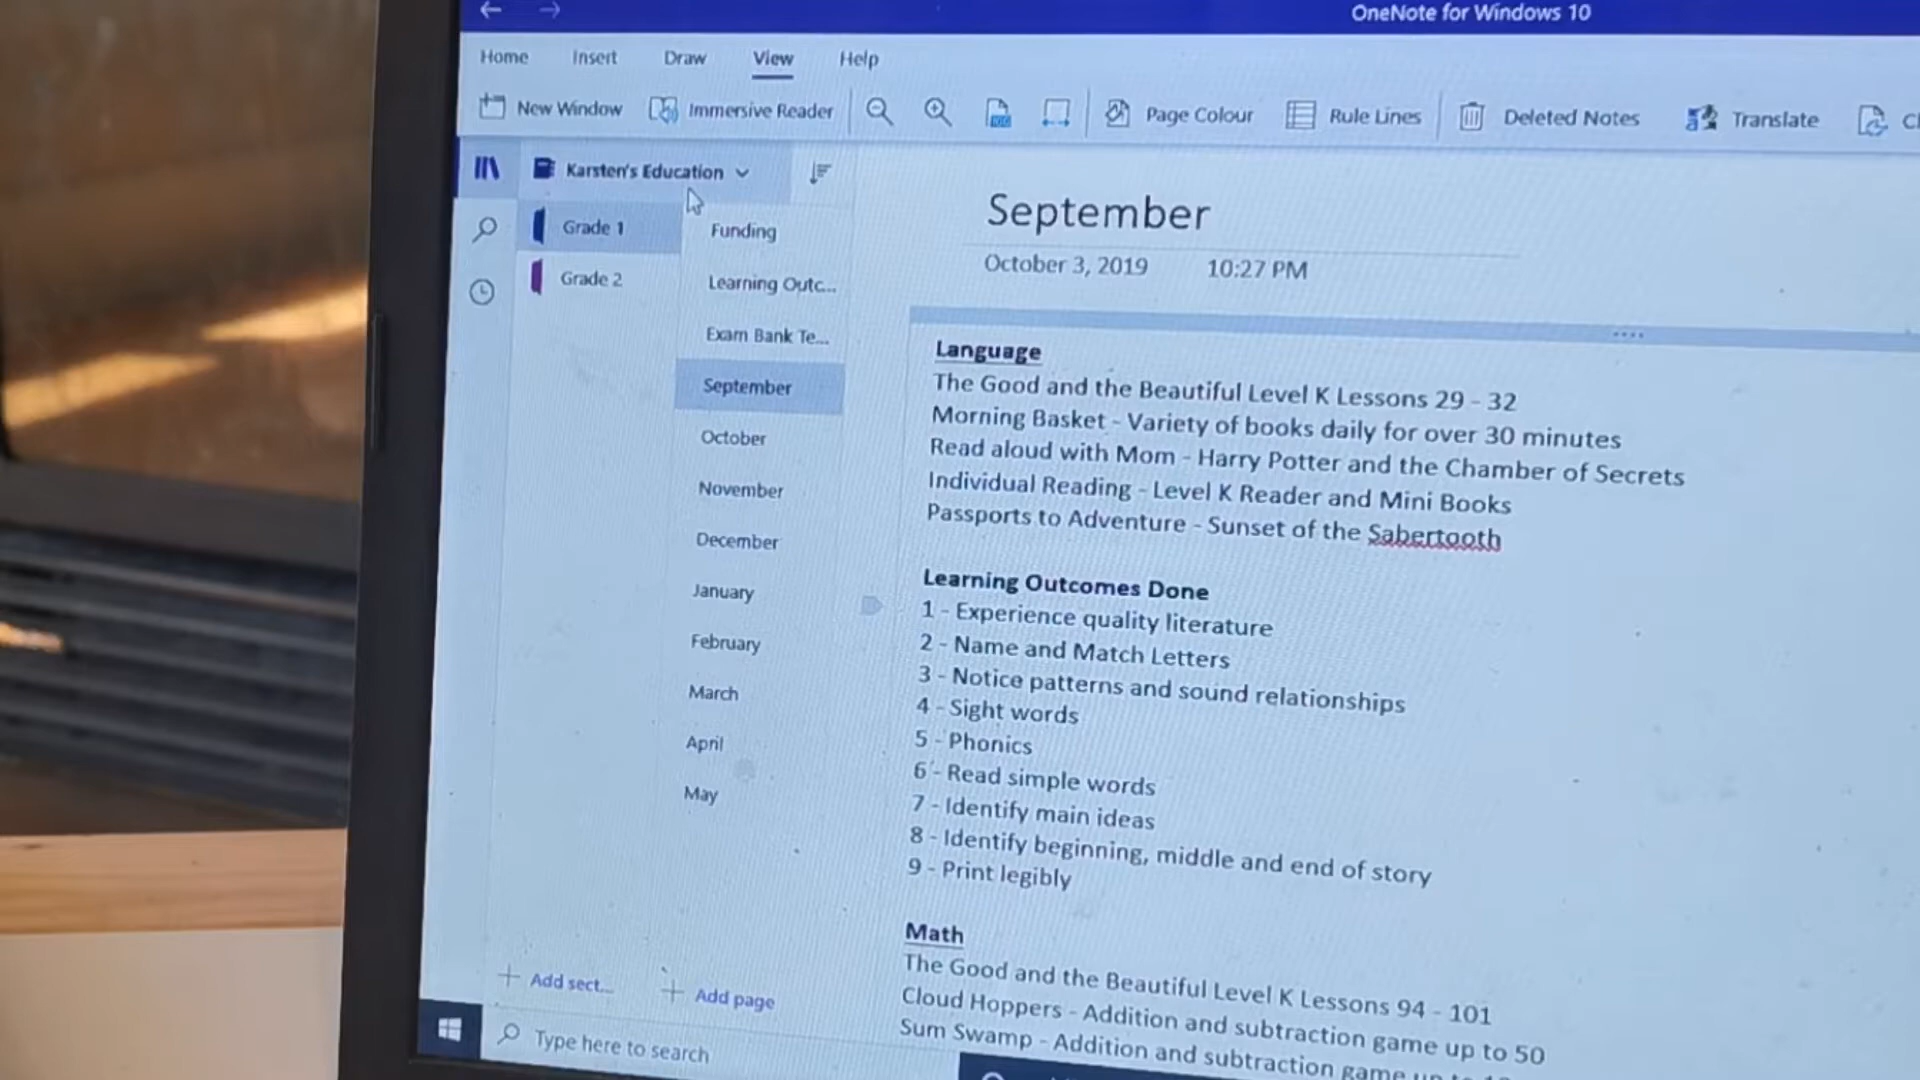 OneNote for Windows 10
Home Insert Draw View Help
New Window Immersive Reader Page Colour Rule Lines Deleted Notes Translate
Karsten's Education
Grade 1
Grade 2
Funding
Learning Outc...
Exam Bank Te...
September
October
November
December
January
February
March
April
May
Add sect...
Add page
September
October 3, 2019 10:27 PM
Language
The Good and the Beautiful Level K Lessons 29 - 32
Morning Basket - Variety of books daily for over 30 minutes
Read aloud with Mom - Harry Potter and the Chamber of Secrets
Individual Reading - Level K Reader and Mini Books
Passports to Adventure - Sunset of the Sabertooth
Learning Outcomes Done
1 - Experience quality literature
2 - Name and Match Letters
3 - Notice patterns and sound relationships
4 - Sight words
5 - Phonics
6 - Read simple words
7 - Identify main ideas
8 - Identify beginning, middle and end of story
9 - Print legibly
Math
The Good and the Beautiful Level K Lessons 94 - 101
Cloud Hoppers - Addition and subtraction game up to 50
Sum Swamp - Addition and subtraction game up to
Type here to search